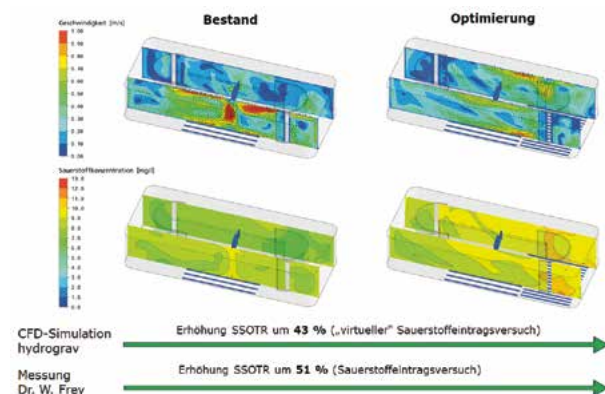 Bestand
Optimierung
Geschwindigkeit [m/s]
Sauerstoffkonzentration [mg/l]
CFD-Simulation
hydrograv
Erhöhung SSOTR um 43 % („virtueller" Sauerstoffeintragsversuch)
Messung
Dr. W. Frey
Erhöhung SSOTR um 51 % (Sauerstoffeintragsversuch)